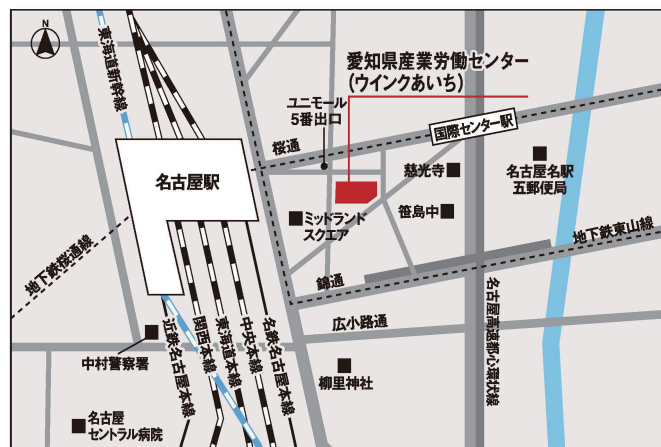 N
東海道新幹線
愛知県産業労働センター
(ウインクあいち)
ユニモール
5番出口
国際センター駅
桜通
名古屋駅
慈光寺
名古屋名駅
五郵便局
笹島中
ミッドランド
スクエア
地下鉄東山線
地下鉄桜通線
錦通
広小路通
名古屋高速都心環状線
中村警察署
近鉄名古屋本線
関西本線
東海道本線
中央本線
名鉄名古屋本線
柳里神社
名古屋
セントラル病院